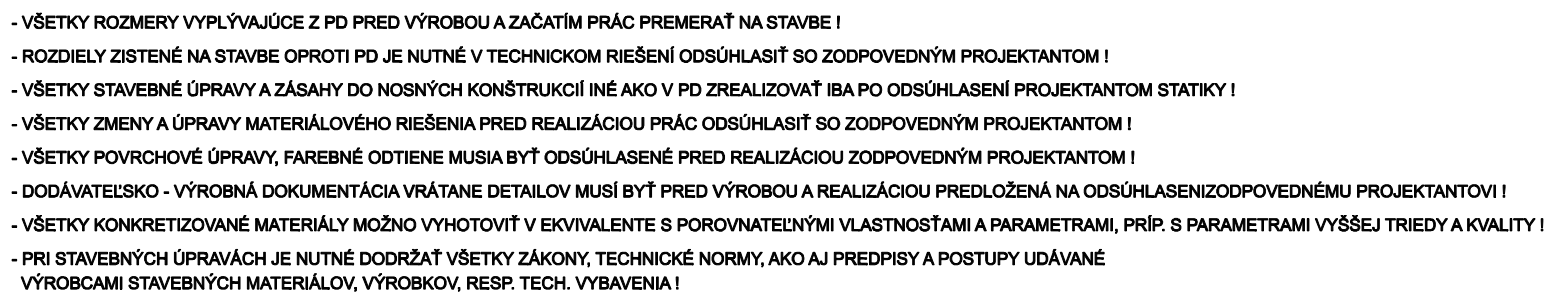 - VŠETKY ROZMERY VYPLÝVAJÚCE Z PD PRED VÝROBOU A ZAČATÍM PRÁC PREMERAŤ NA STAVBE !
- ROZDIELY ZISTENÉ NA STAVBE OPROTI PD JE NUTNÉ V TECHNICKOM RIEŠENÍ ODSÚHLASIŤ SO ZODPOVEDNÝM PROJEKTANTOM !
- VŠETKY STAVEBNÉ ÚPRAVY A ZÁSAHY DO NOSNÝCH KONŠTRUKCIÍ INÉ AKO V PD ZREALIZOVAŤ IBA PO ODSÚHLASENÍ PROJEKTANTOM STATIKY !
- VŠETKY ZMENY A ÚPRAVY MATERIÁLOVÉHO RIEŠENIA PRED REALIZÁCIOU PRÁC ODSÚHLASIŤ SO ZODPOVEDNÝM PROJEKTANTOM !
- VŠETKY POVRCHOVÉ ÚPRAVY, FAREBNÉ ODTIENE MUSIA BYŤ ODSÚHLASENÉ PRED REALIZÁCIOU ZODPOVEDNÝM PROJEKTANTOM !
- DODÁVATEĽSKO - VÝROBNÁ DOKUMENTÁCIA VRÁTANE DETAILOV MUSÍ BYŤ PRED VÝROBOU A REALIZÁCIOU PREDLOŽENÁ NA ODSÚHLASENIZODPOVEDNÉMU PROJEKTANTOVI !
- VŠETKY KONKRETIZOVANÉ MATERIÁLY MOŽNO VYHOTOVIŤ V EKVIVALENTE S POROVNATEĽNÝMI VLASTNOSŤAMI A PARAMETRAMI, PRÍP. S PARAMETRAMI VYŠŠEJ TRIEDY A KVALITY !
- PRI STAVEBNÝCH ÚPRAVÁCH JE NUTNÉ DODRŽAŤ VŠETKY ZÁKONY, TECHNICKÉ NORMY, AKO AJ PREDPISY A POSTUPY UDÁVANÉ
VÝROBCAMI STAVEBNÝCH MATERIÁLOV, VÝROBKOV, RESP. TECH. VYBAVENIA !